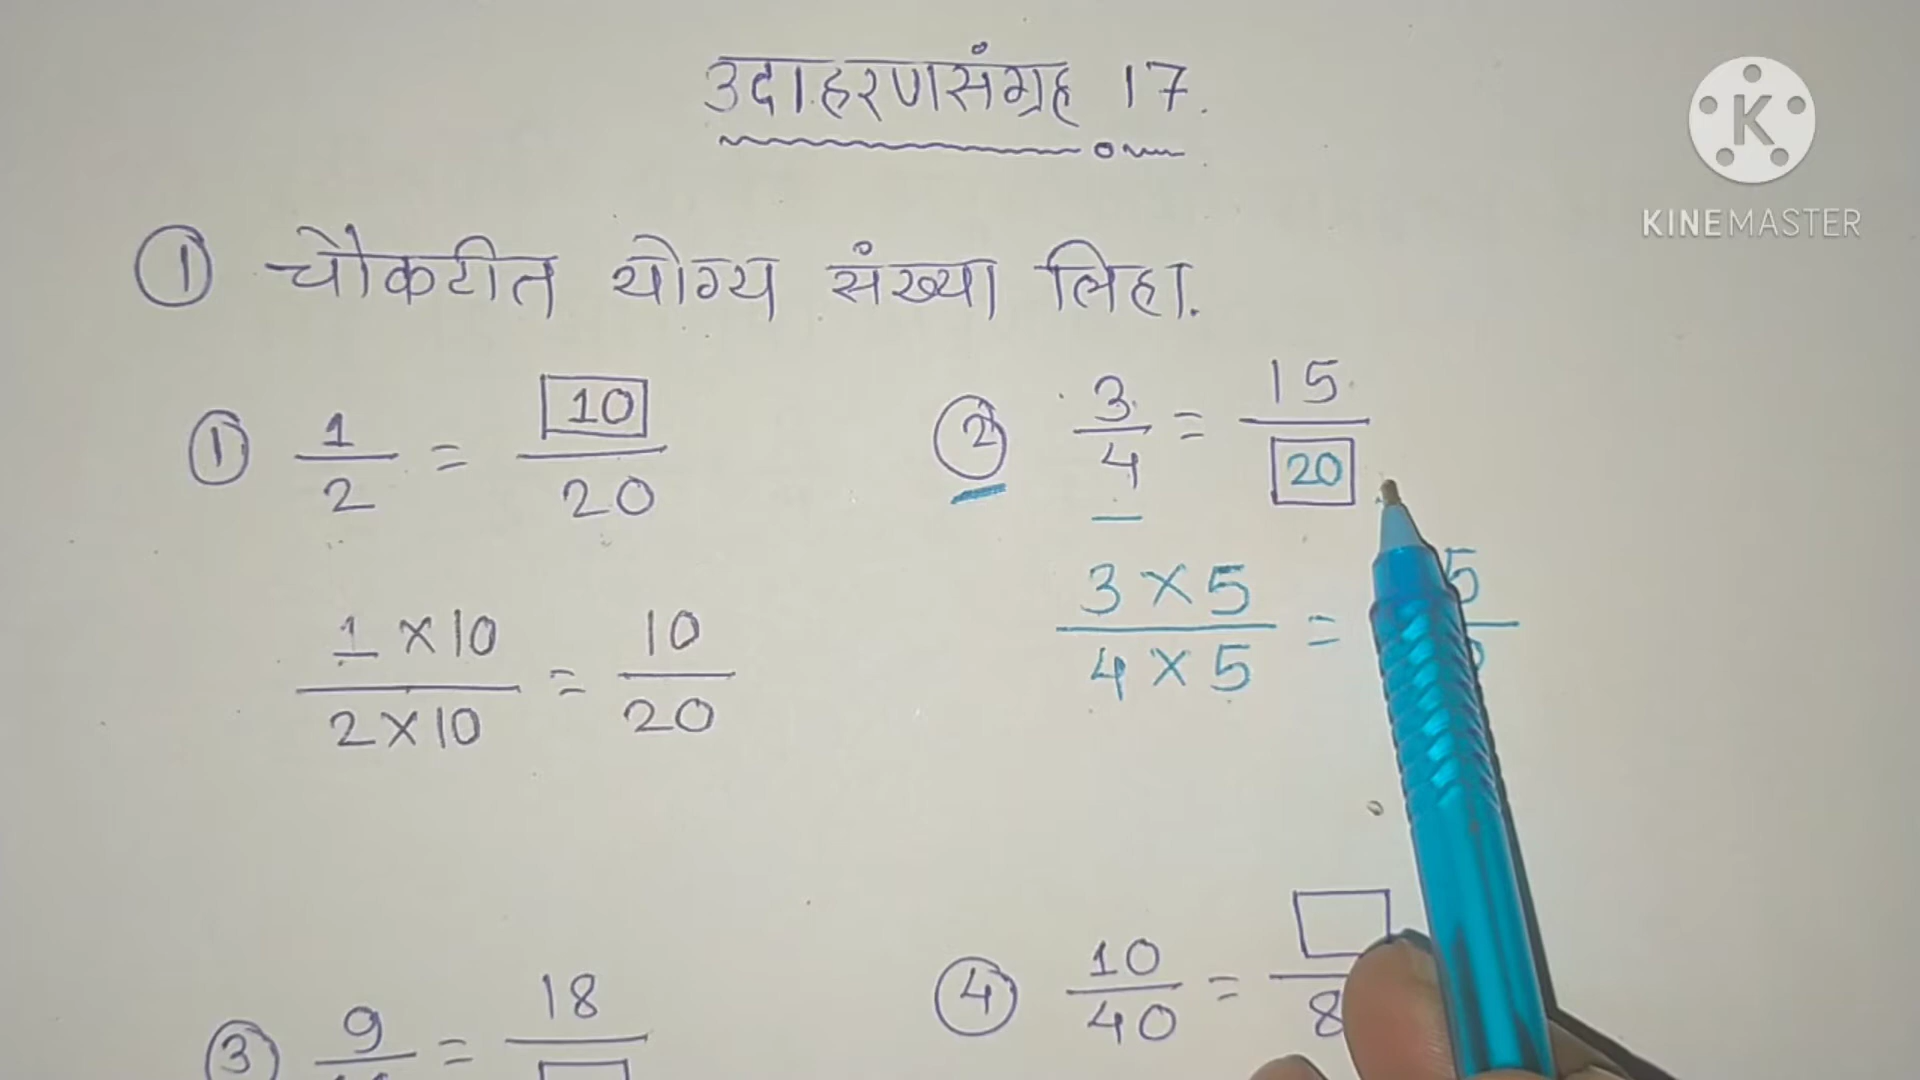 उदाहरणसंग्रह 17.
K
KINEMASTER
① चौकटीत योग्य संख्या लिहा.
① 1/2 = 10/20
1 × 10 / 2 × 10 = 10/20
② 3/4 = 15/20
3 × 5 / 4 × 5 =
③ 9 = 18
④ 10/40 =